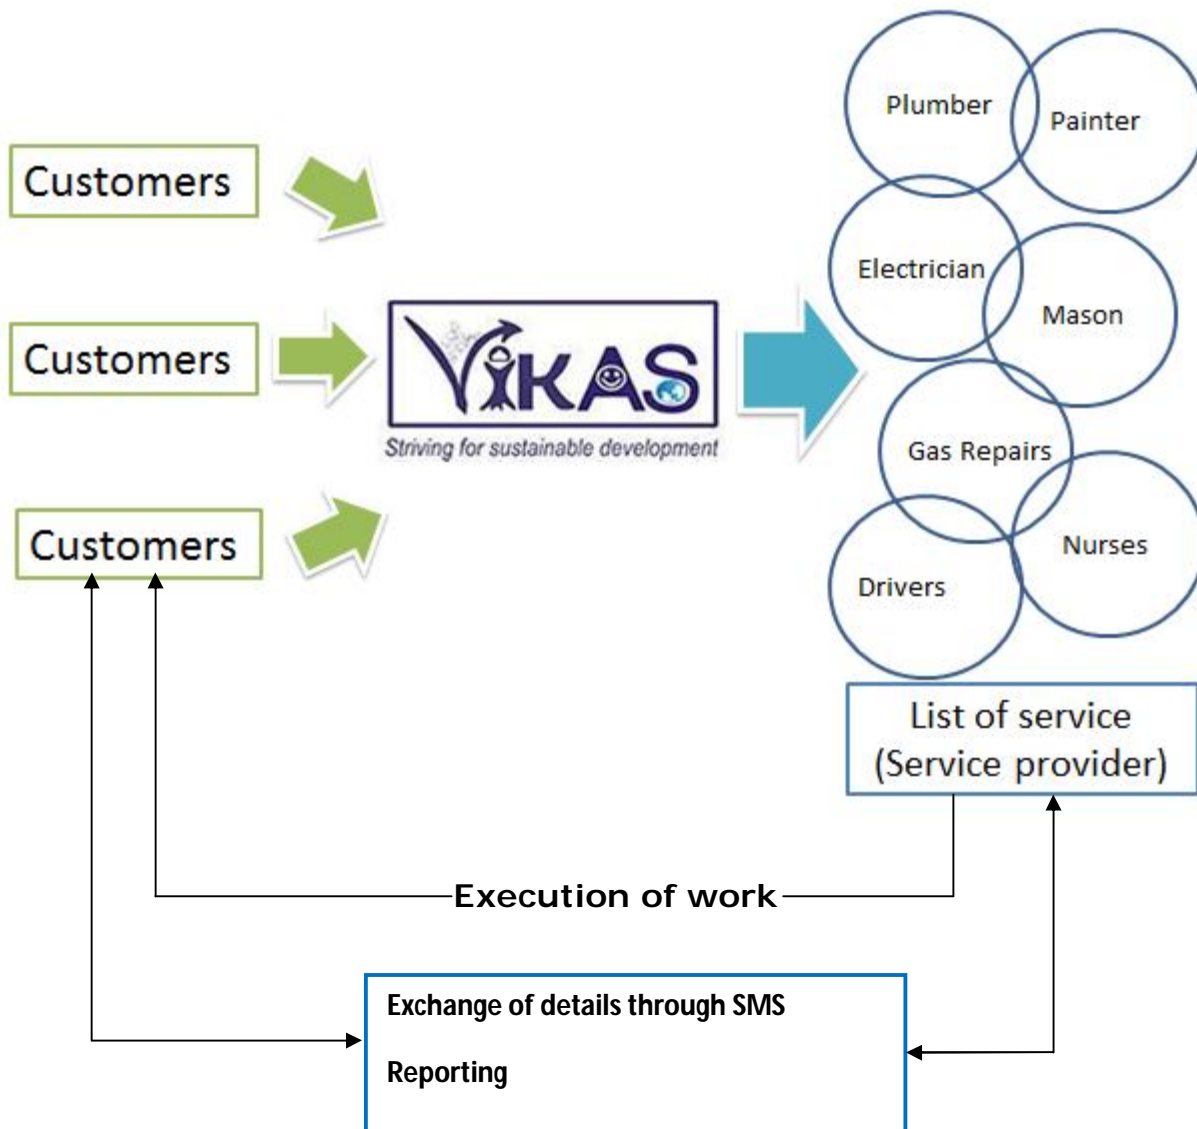 Customers
Customers
Customers
VIKAS
Striving for sustainable development
Plumber
Painter
Electrician
Mason
Gas Repairs
Nurses
Drivers
List of service
(Service provider)
Execution of work
Exchange of details through SMS
Reporting